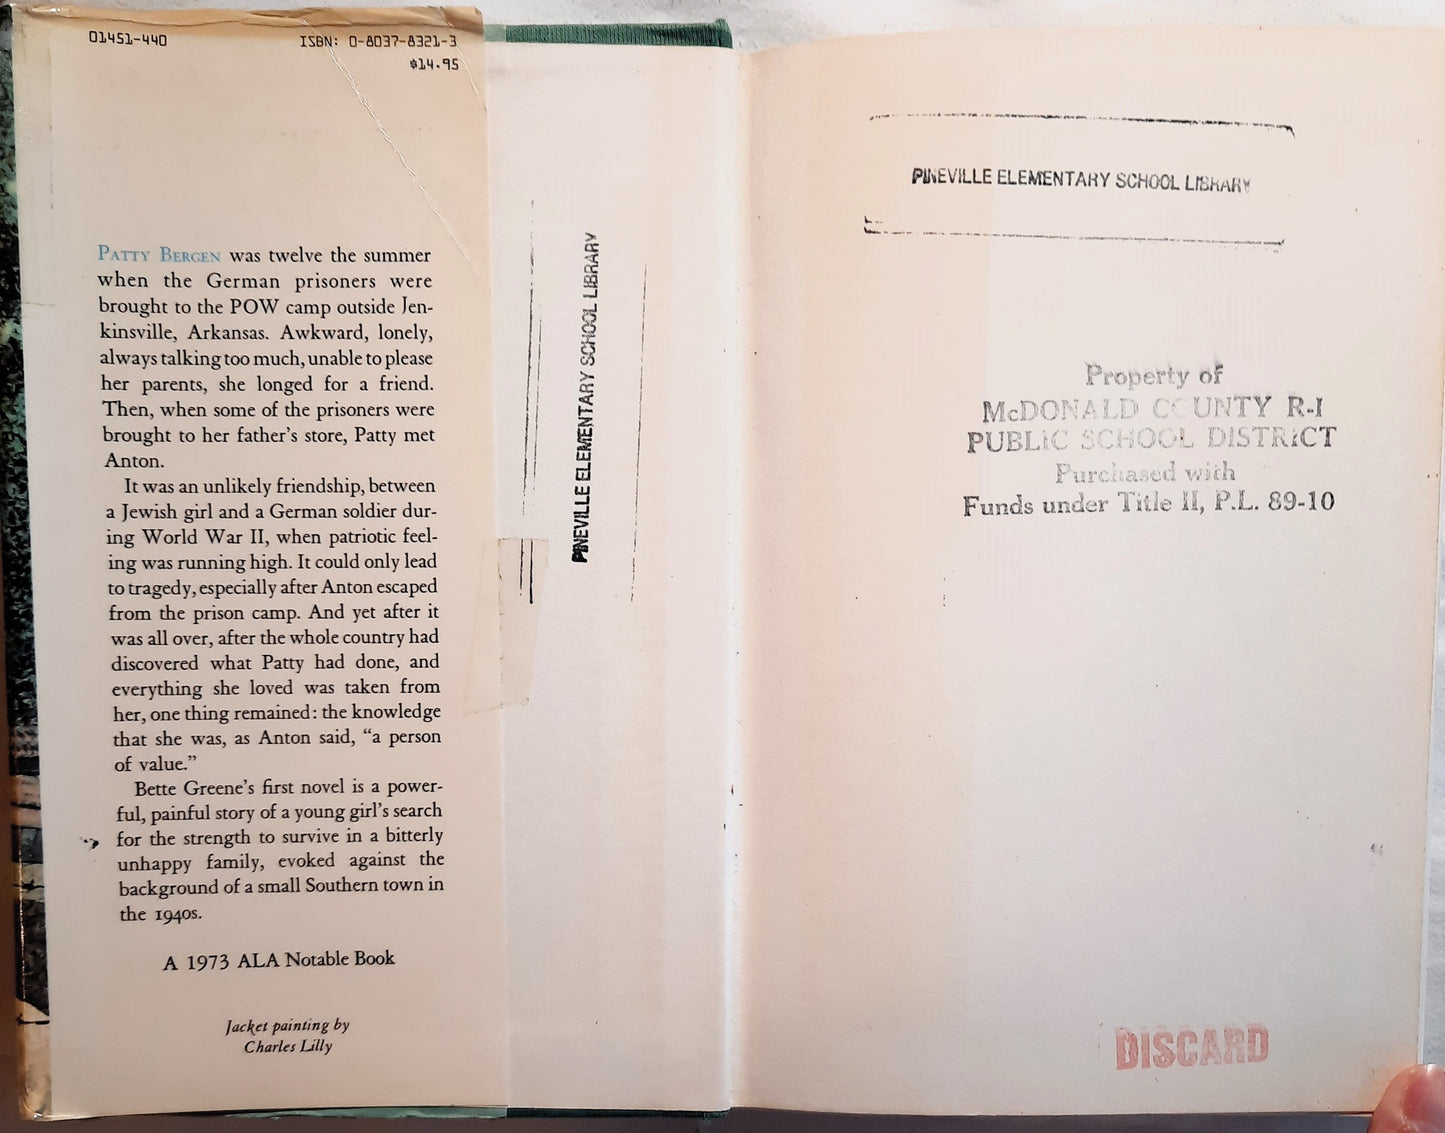 01451-440
ISBN: 0-8037-8321-3
$14.95
PATTY BERGEN was twelve the summer
when the German prisoners were
brought to the POW camp outside Jen-
kinsville, Arkansas. Awkward, lonely,
always talking too much, unable to please
her parents, she longed for a friend.
Then, when some of the prisoners were
brought to her father's store, Patty met
Anton.
It was an unlikely friendship, between
a Jewish girl and a German soldier dur-
ing World War II, when patriotic feel-
ing was running high. It could only lead
to tragedy, especially after Anton escaped
from the prison camp. And yet after it
was all over, after the whole country had
discovered what Patty had done, and
everything she loved was taken from
her, one thing remained: the knowledge
that she was, as Anton said, “a person
of value.”
Bette Greene's first novel is a power-
ful, painful story of a young girl's search
for the strength to survive in a bitterly
unhappy family, evoked against the
background of a small Southern town in
the 1940s.
A 1973 ALA Notable Book
Jacket painting by
Charles Lilly
PINEVILLE ELEMENTARY SCHOOL LIBRARY
PINEVILLE ELEMENTARY SCHOOL LIBRARY
Property of
McDONALD COUNTY R-I
PUBLIC SCHOOL DISTRICT
Purchased with
Funds under Title II, P.L. 89-10
DISCARD